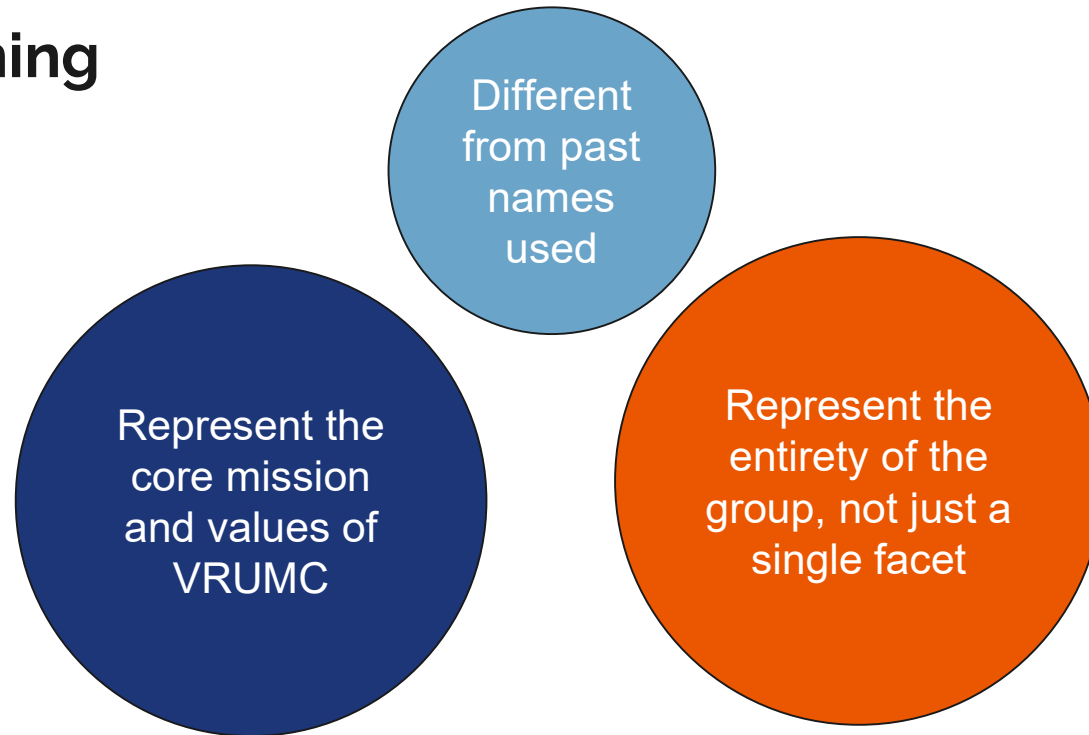 ning
Different
from past
names
used
Represent the
core mission
and values of
VRUMC
Represent the
entirety of the
group, not just a
single facet